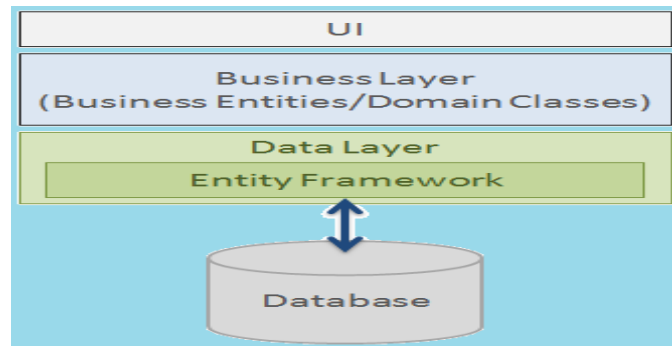 UI
Business Layer
(Business Entities/Domain Classes)
Data Layer
Entity Framework
Database